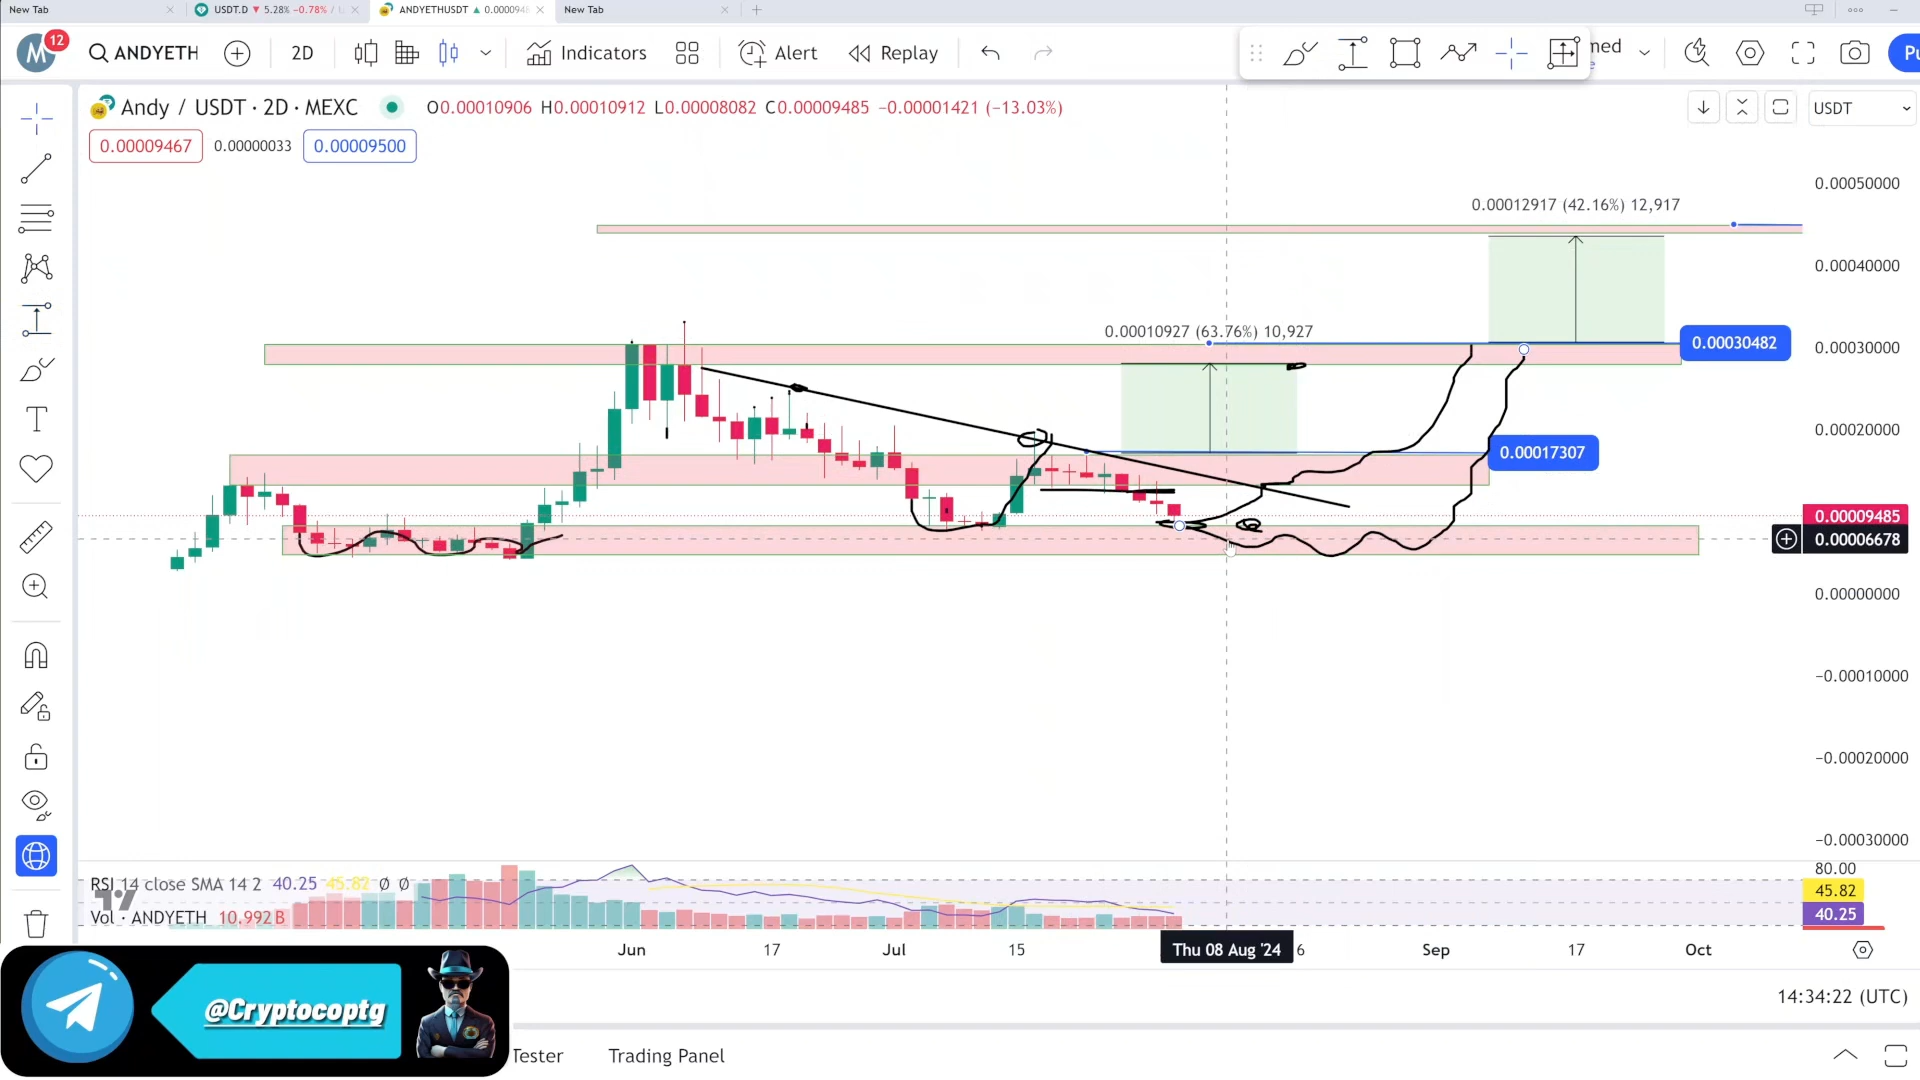 New Tab
USDT.D ▼ 5.28% −0.78% /
ANDYETHUSDT ▲ 0.000094
New Tab
M 12 ANDYETH 2D Indicators Alert Replay
Andy / USDT · 2D · MEXC O0.00010906 H0.00010912 L0.00008082 C0.00009485 −0.00001421 (−13.03%)
USDT
0.00009467 0.00000033 0.00009500
0.00050000
0.00012917 (42.16%) 12,917
0.00040000
0.00010927 (63.76%) 10,927
0.00030482
0.00030000
0.00020000
0.00017307
0.00009485
0.00006678
0.00000000
−0.00010000
−0.00020000
−0.00030000
80.00
RSI 14 close SMA 14 2 40.25 45.82 Ø Ø
45.82
Vol · ANDYETH 10,992B
40.25
Jun 17 Jul 15 Thu 08 Aug '24 6 Sep 17 Oct
14:34:22 (UTC)
@Cryptocoptg
Tester Trading Panel